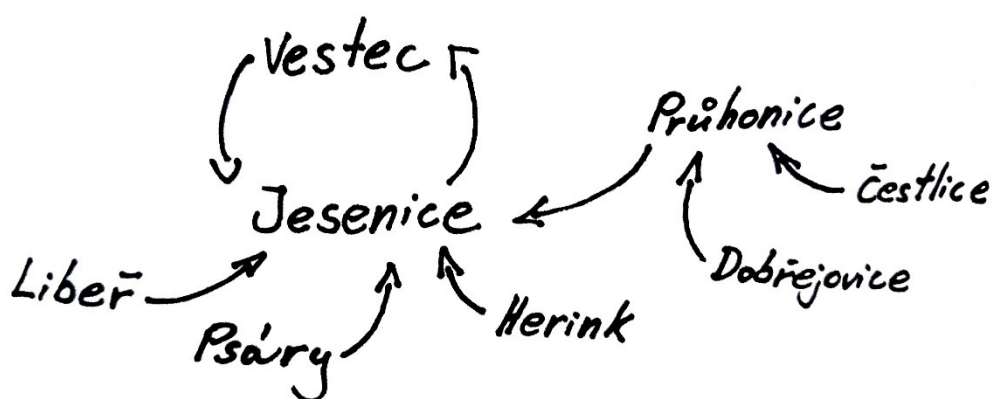 Vestec
Průhonice
Čestlice
Jesenice
Dobřejovice
Libeř
Herink
Psáry